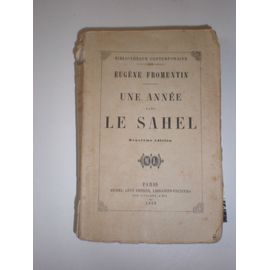 BIBLIOTHÈQUE CONTEMPORAINE
EUGÈNE FROMENTIN
UNE ANNÉE
DANS
LE SAHEL
Deuxième édition
PARIS
MICHEL LÉVY FRÈRES, LIBRAIRES-ÉDITEURS